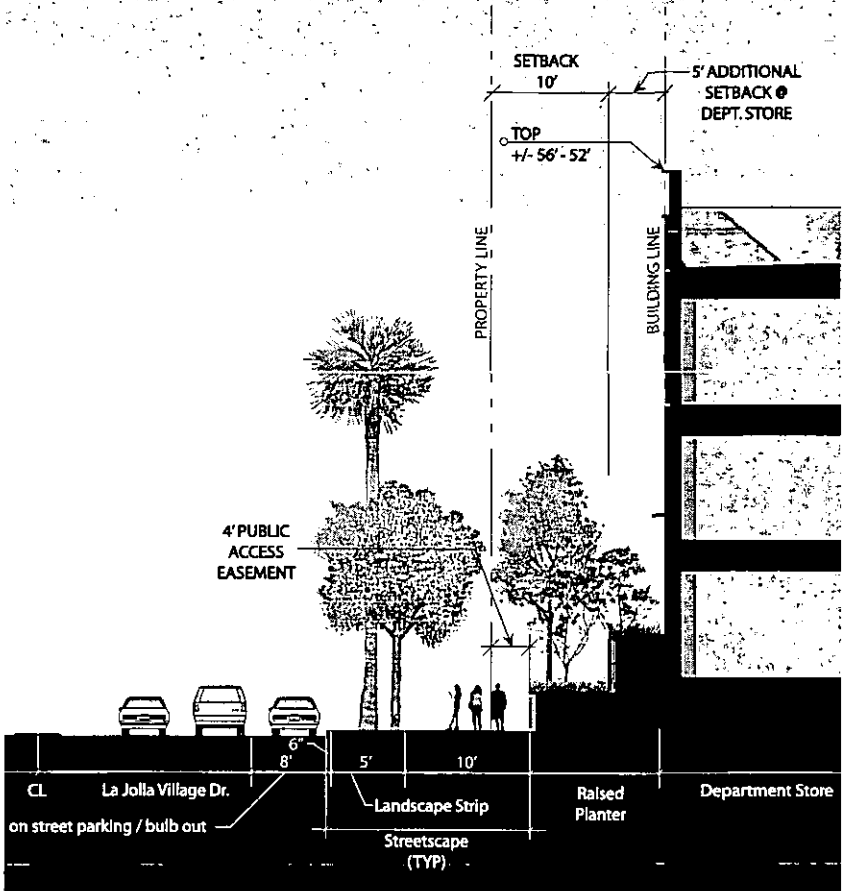 SETBACK
10'
5' ADDITIONAL
SETBACK @
DEPT. STORE
TOP
+/- 56' - 52'
PROPERTY LINE
BUILDING LINE
4' PUBLIC
ACCESS
EASEMENT
6"
8'
5'
10'
CL
La Jolla Village Dr.
Landscape Strip
Raised
Planter
Department Store
on street parking / bulb out
Streetscape
(TYP)